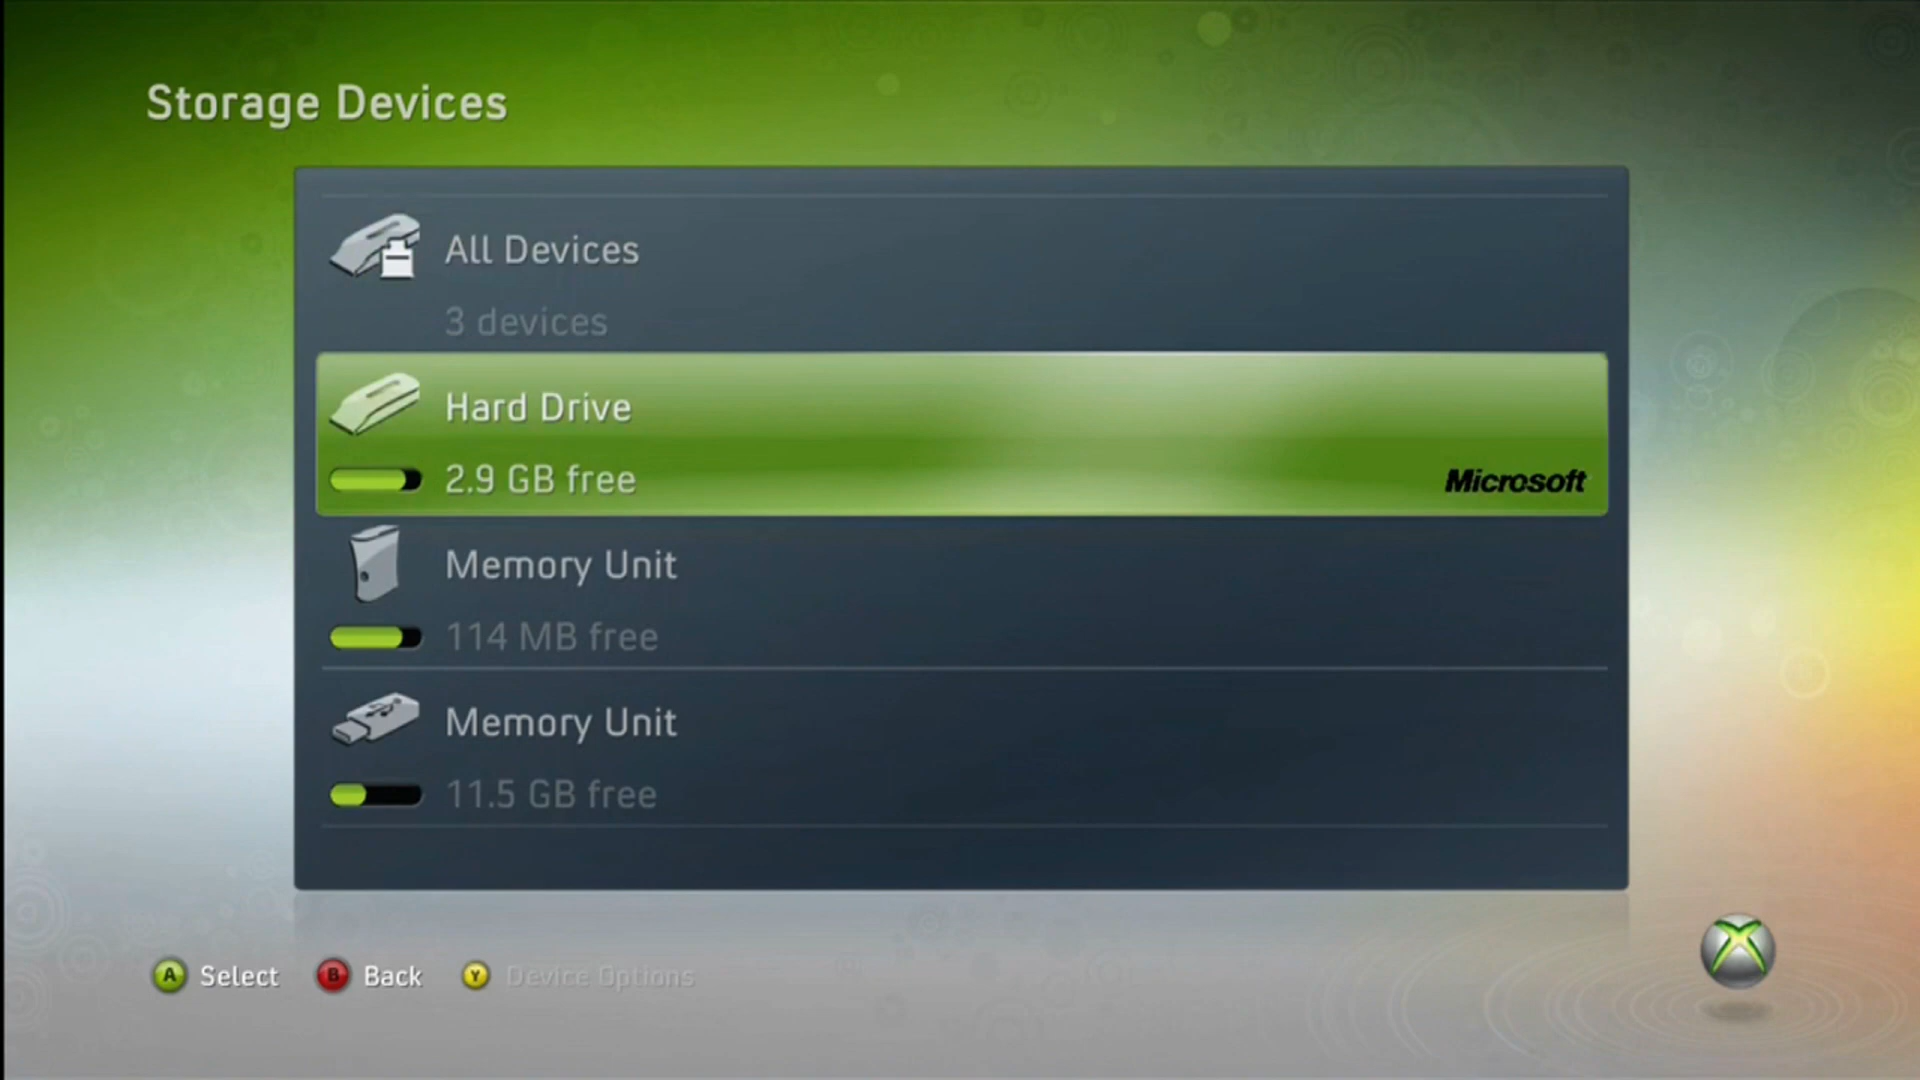 Storage Devices
All Devices
3 devices
Hard Drive
2.9 GB free
Microsoft
Memory Unit
114 MB free
Memory Unit
11.5 GB free
A Select B Back Y Device Options